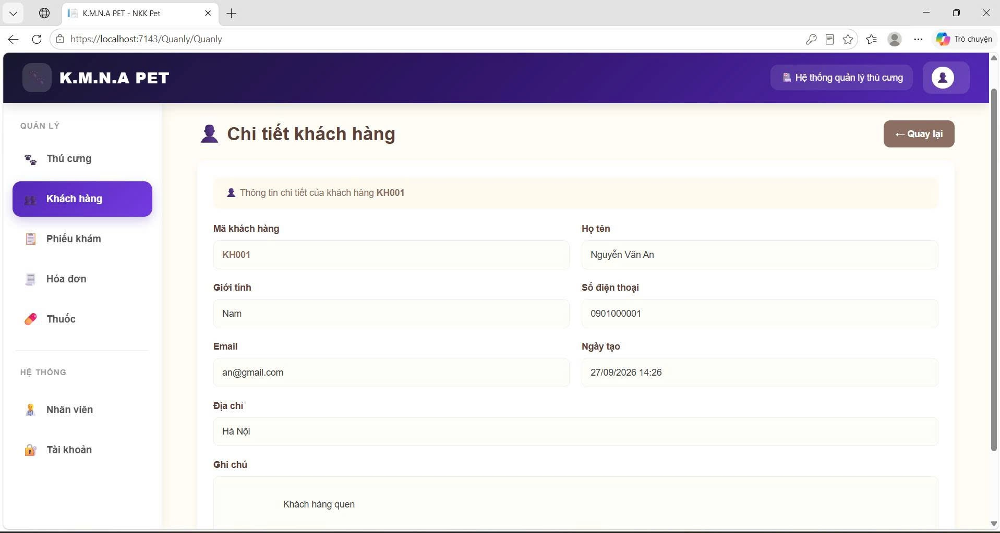 K.M.N.A PET - NKK Pet
https://localhost:7143/Quanly/Quanly
Trò chuyện
K.M.N.A PET
Hệ thống quản lý thú cưng
QUẢN LÝ
Thú cưng
Khách hàng
Phiếu khám
Hóa đơn
Thuốc
HỆ THỐNG
Nhân viên
Tài khoản
Chi tiết khách hàng
← Quay lại
Thông tin chi tiết của khách hàng KH001
Mã khách hàng
KH001
Họ tên
Nguyễn Văn An
Giới tính
Nam
Số điện thoại
0901000001
Email
an@gmail.com
Ngày tạo
27/09/2026 14:26
Địa chỉ
Hà Nội
Ghi chú
Khách hàng quen